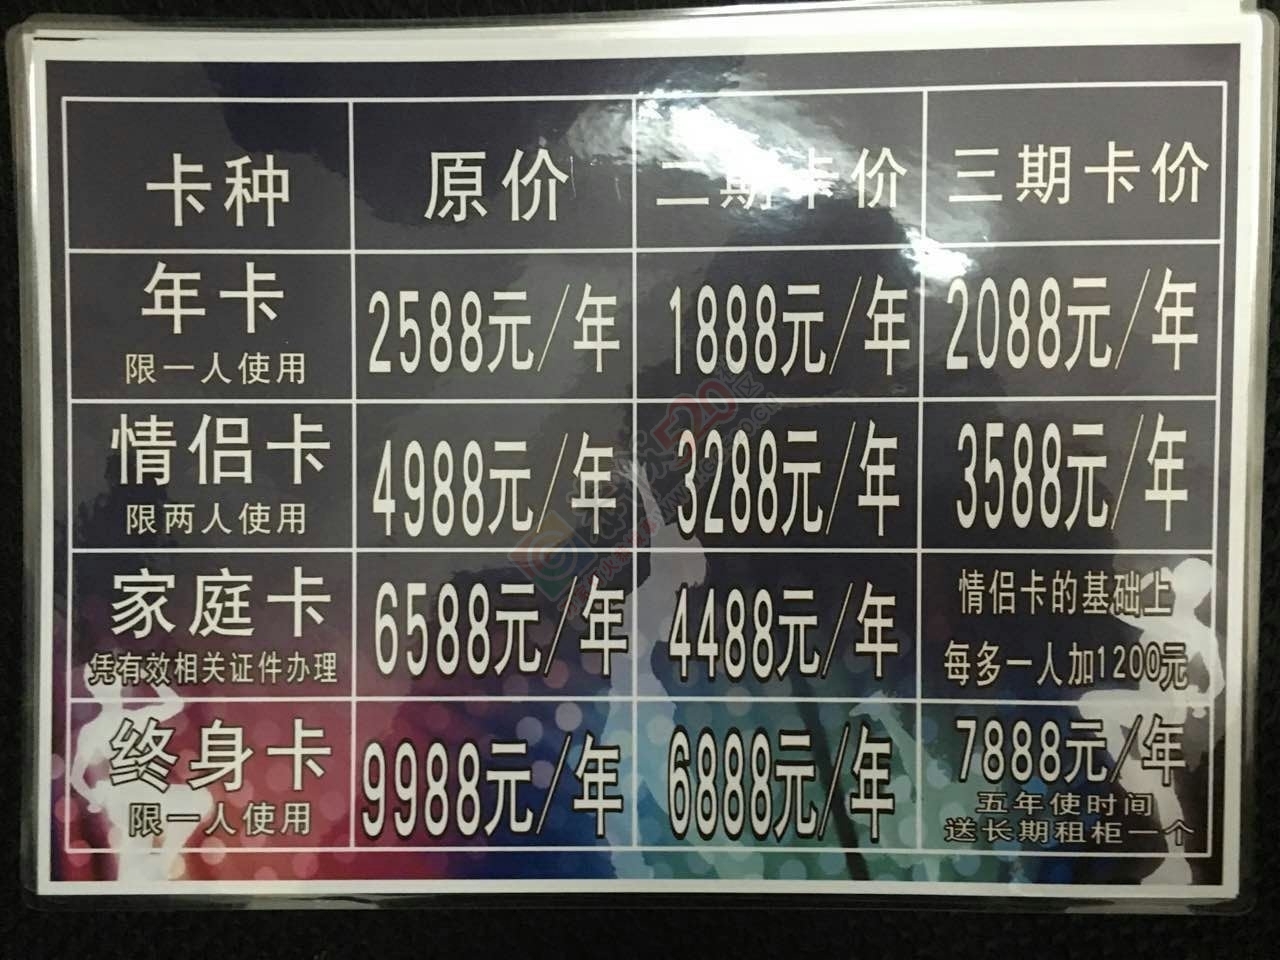 卡种 原价 二期卡价 三期卡价
年卡 2588元/年 1888元/年 2088元/年
限一人使用
情侣卡 4988元/年 3288元/年 3588元/年
限两人使用
家庭卡 6588元/年 4488元/年 情侣卡的基础上
凭有效相关证件办理 每多一人加1200元
终身卡 9988元/年 6888元/年 7888元/年
限一人使用 五年使时间
送长期租柜一个